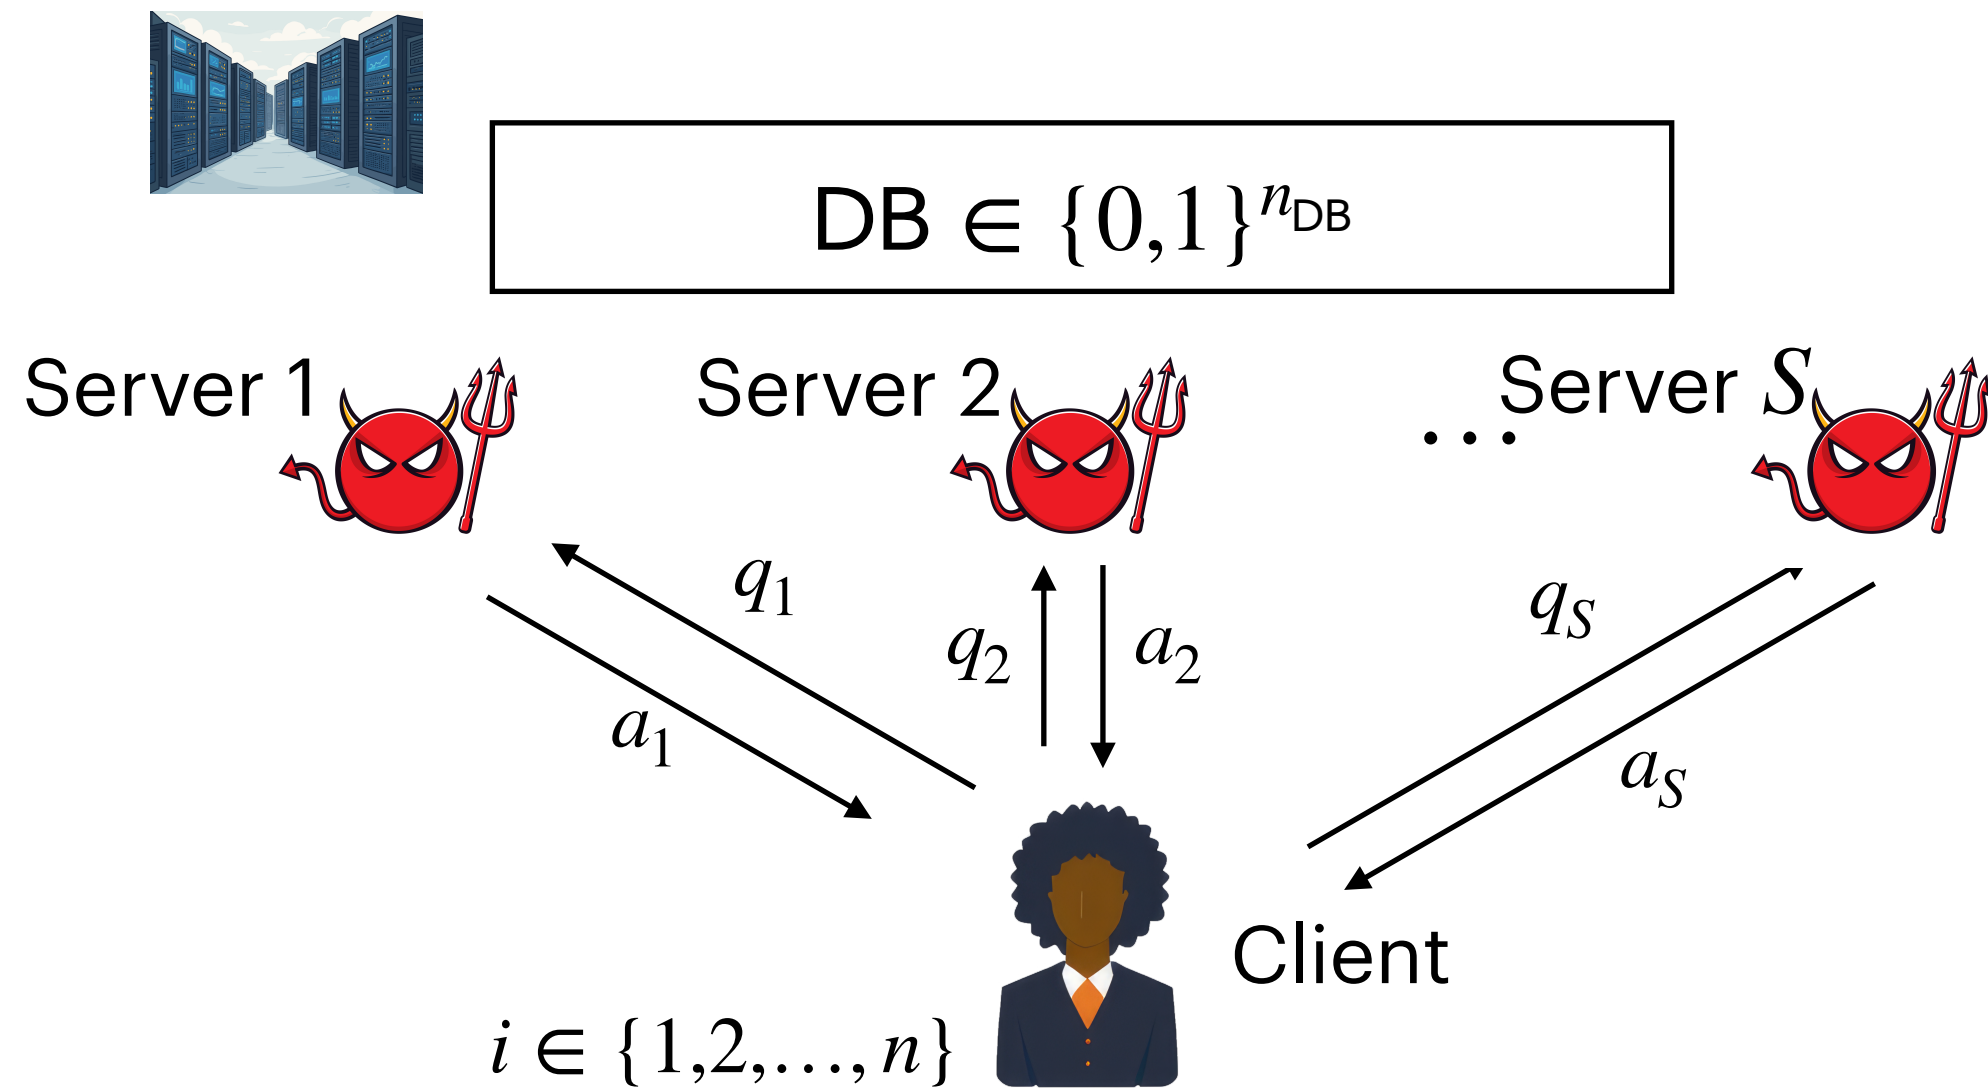 DB ∈ {0,1}^{n_DB}
Server 1
Server 2
...
Server S
q_1
a_1
q_2
a_2
q_S
a_S
Client
i ∈ {1,2,…,n}